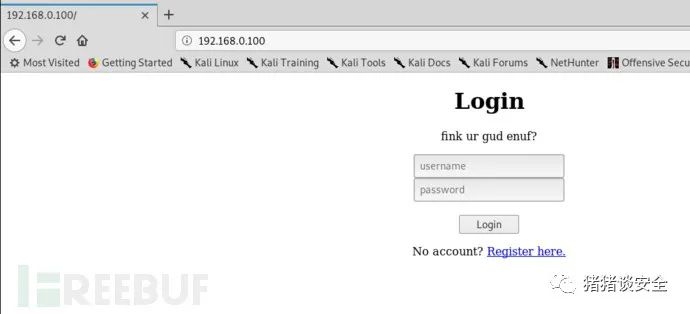 192.168.0.100/
192.168.0.100
Most Visited Getting Started Kali Linux Kali Training Kali Tools Kali Docs Kali Forums NetHunter Offensive Secu
Login
fink ur gud enuf?
username
password
Login
No account? Register here.
FREEBUF
猪猪谈安全